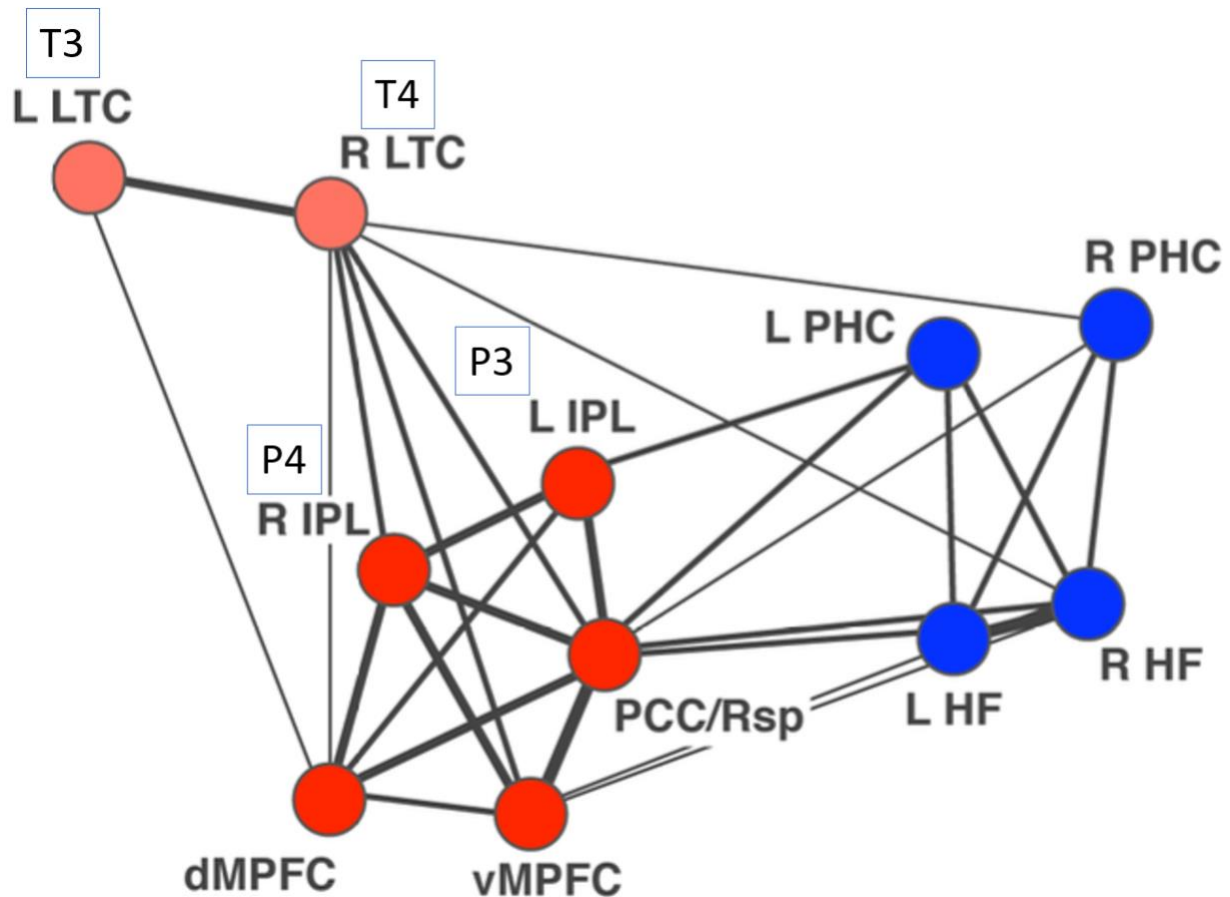 T3
L LTC
T4
R LTC
R PHC
L PHC
P3
L IPL
P4
R IPL
PCC/Rsp
R HF
L HF
dMPFC
vMPFC